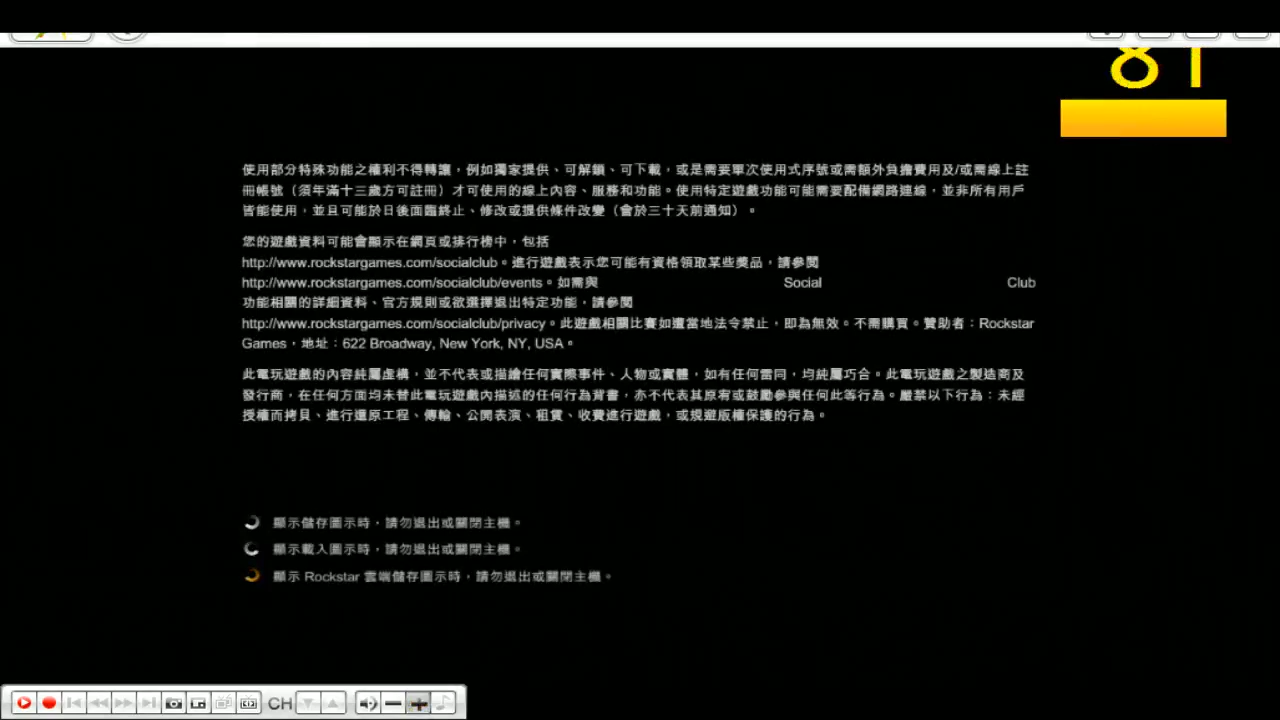 81
使用部分特殊功能之權利不得轉讓，例如獨家提供、可解鎖、可下載，或是需要單次使用式序號或需額外負擔費用及/或需線上註
冊帳號（須年滿十三歲方可註冊）才可使用的線上內容、服務和功能。使用特定遊戲功能可能需要配備網路連線，並非所有用戶
皆能使用，並且可能於日後面臨終止、修改或提供條件改變（會於三十天前通知）。
您的遊戲資料可能會顯示在網頁或排行榜中，包括
http://www.rockstargames.com/socialclub。進行遊戲表示您可能有資格領取某些獎品，請參閱
http://www.rockstargames.com/socialclub/events。如需與 Social Club
功能相關的詳細資料、官方規則或欲選擇退出特定功能，請參閱
http://www.rockstargames.com/socialclub/privacy。此遊戲相關比賽如遭當地法令禁止，即為無效。不需購買。贊助者：Rockstar
Games，地址：622 Broadway, New York, NY, USA。
此電玩遊戲的內容純屬虛構，並不代表或描繪任何實際事件、人物或實體，如有任何雷同，均純屬巧合。此電玩遊戲之製造商及
發行商，在任何方面均未替此電玩遊戲內描述的任何行為背書，亦不代表其原宥或鼓勵參與任何此等行為。嚴禁以下行為：未經
授權而拷貝、進行還原工程、傳輸、公開表演、租賃、收費進行遊戲，或規避版權保護的行為。
顯示儲存圖示時，請勿退出或關閉主機。
顯示載入圖示時，請勿退出或關閉主機。
顯示 Rockstar 雲端儲存圖示時，請勿退出或關閉主機。
CH